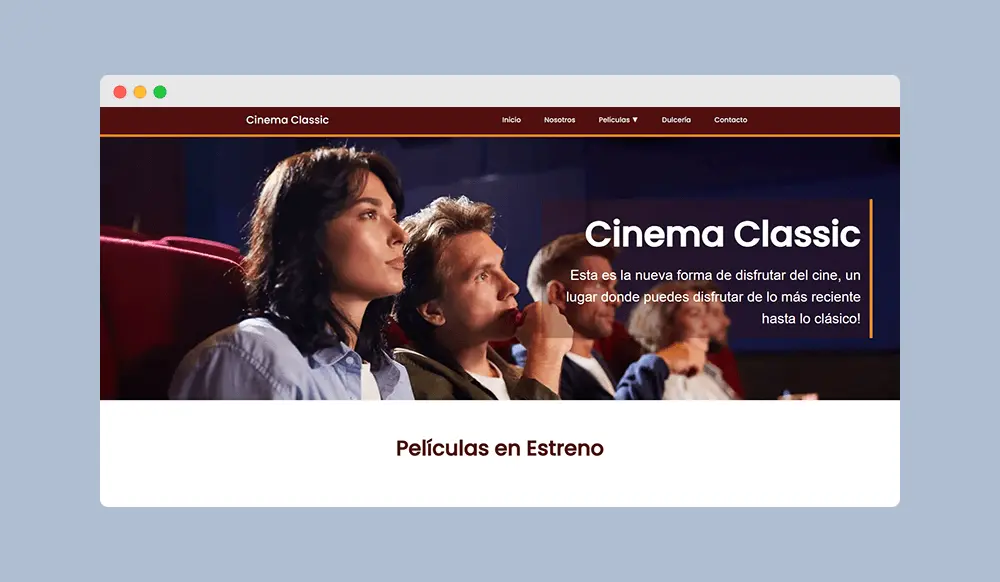 Cinema Classic
Inicio Nosotros Películas ▼ Dulcería Contacto
Cinema Classic
Esta es la nueva forma de disfrutar del cine, un
lugar donde puedes disfrutar de lo más reciente
hasta lo clásico!
Películas en Estreno